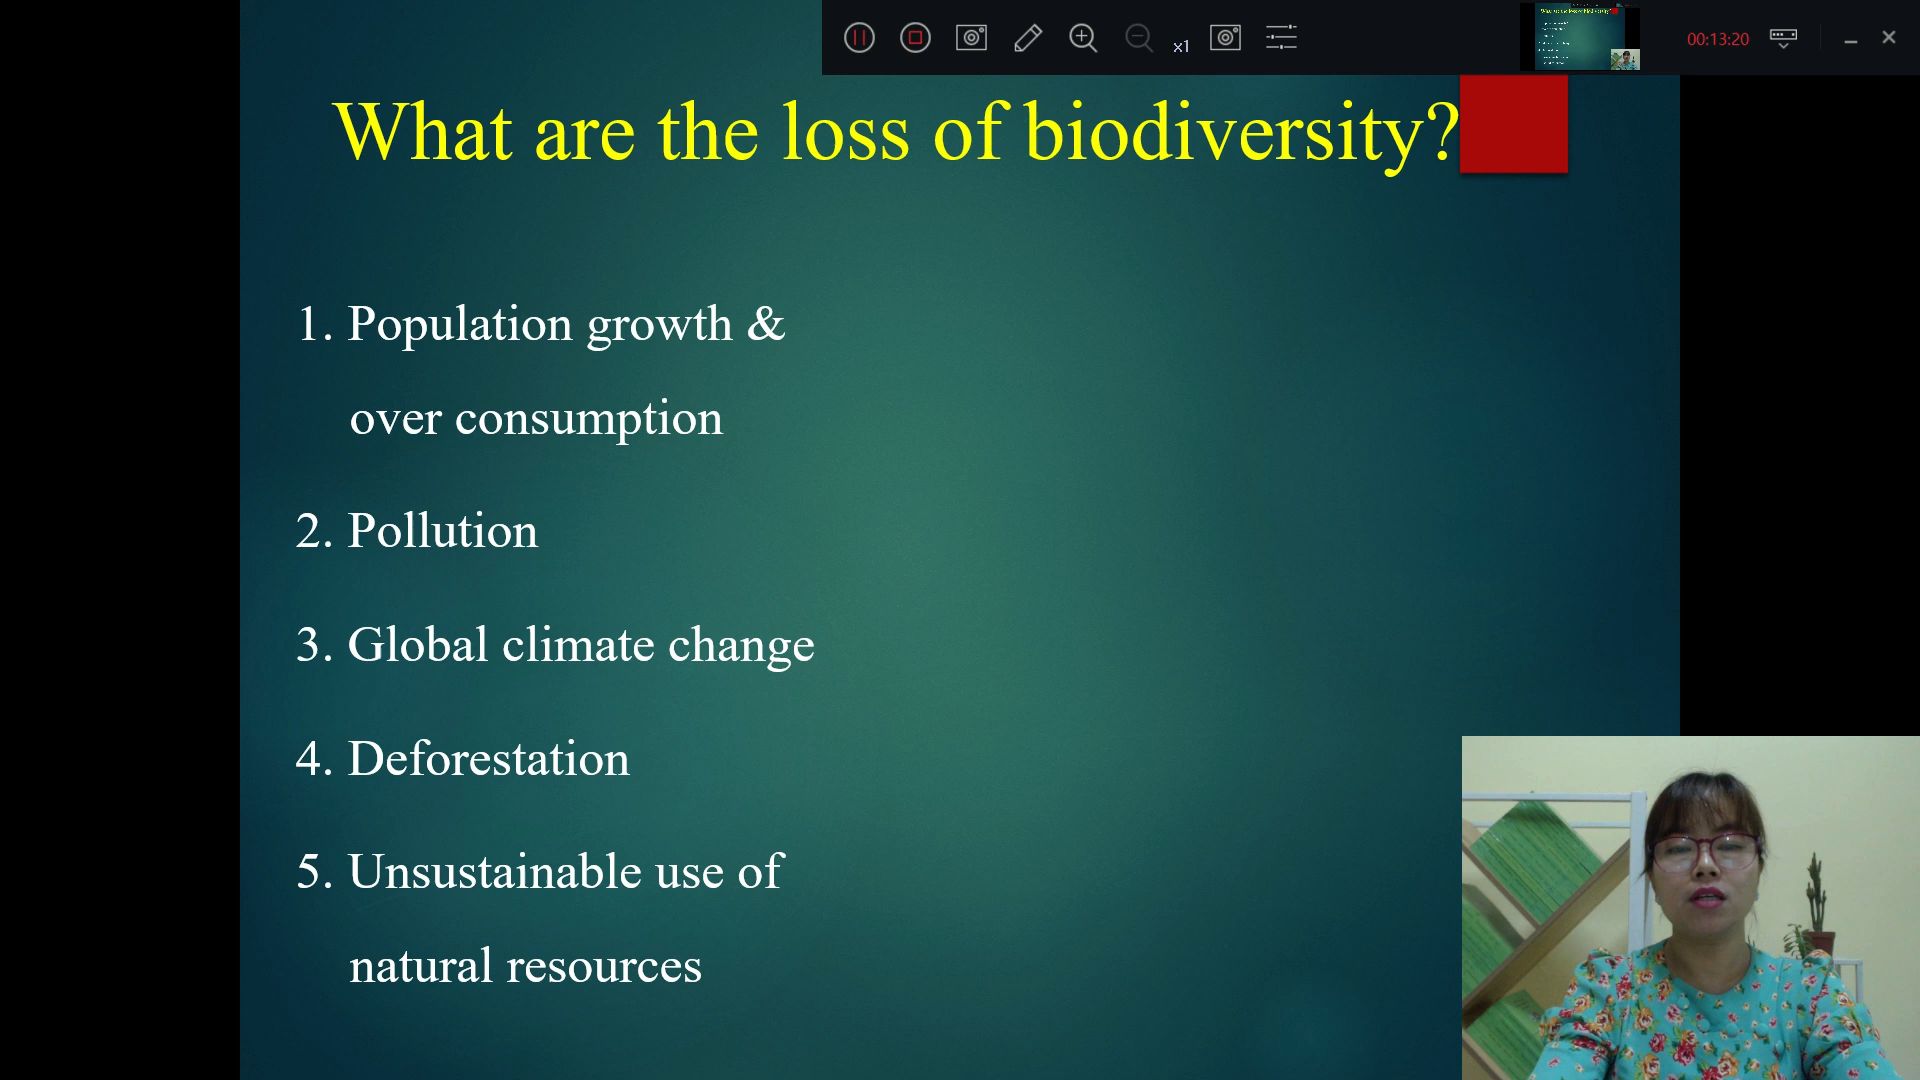 x1
00:13:20
What are the loss of biodiversity?
1. Population growth &
over consumption
2. Pollution
3. Global climate change
4. Deforestation
5. Unsustainable use of
natural resources